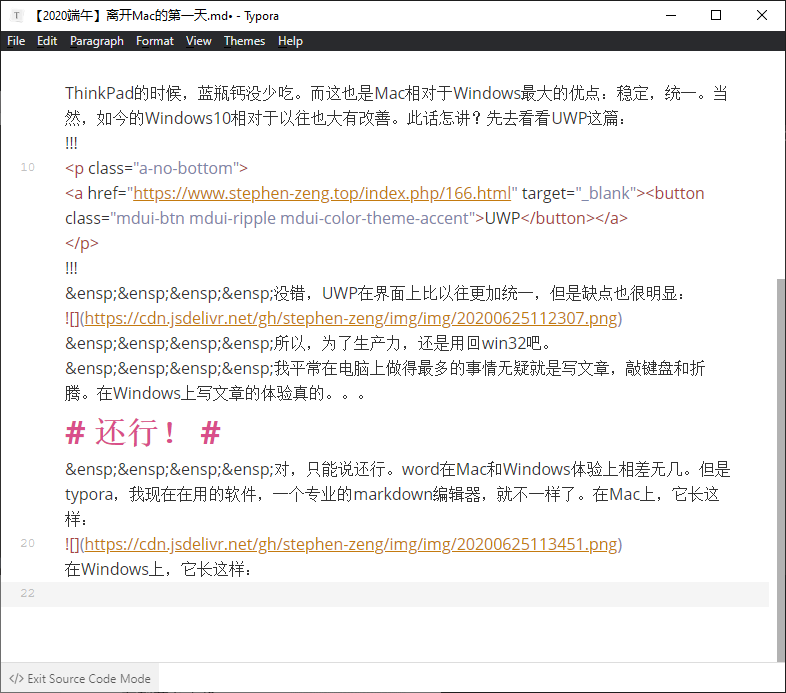 【2020端午】离开Mac的第一天.md• - Typora
File Edit Paragraph Format View Themes Help
ThinkPad的时候，蓝瓶钙没少吃。而这也是Mac相对于Windows最大的优点：稳定，统一。当
然，如今的Windows10相对于以往也大有改善。此话怎讲？先去看看UWP这篇：
!!!
10 <p class="a-no-bottom">
<a href="https://www.stephen-zeng.top/index.php/166.html" target="_blank"><button
class="mdui-btn mdui-ripple mdui-color-theme-accent">UWP</button></a>
</p>
!!!
&ensp;&ensp;&ensp;&ensp;没错，UWP在界面上比以往更加统一，但是缺点也很明显：
![](https://cdn.jsdelivr.net/gh/stephen-zeng/img/img/20200625112307.png)
&ensp;&ensp;&ensp;&ensp;所以，为了生产力，还是用回win32吧。
&ensp;&ensp;&ensp;&ensp;我平常在电脑上做得最多的事情无疑就是写文章，敲键盘和折
腾。在Windows上写文章的体验真的。。。
# 还行！ #
&ensp;&ensp;&ensp;&ensp;对，只能说还行。word在Mac和Windows体验上相差无几。但是
typora，我现在在用的软件，一个专业的markdown编辑器，就不一样了。在Mac上，它长这
样：
20 ![](https://cdn.jsdelivr.net/gh/stephen-zeng/img/img/20200625113451.png)
在Windows上，它长这样：
22
</> Exit Source Code Mode